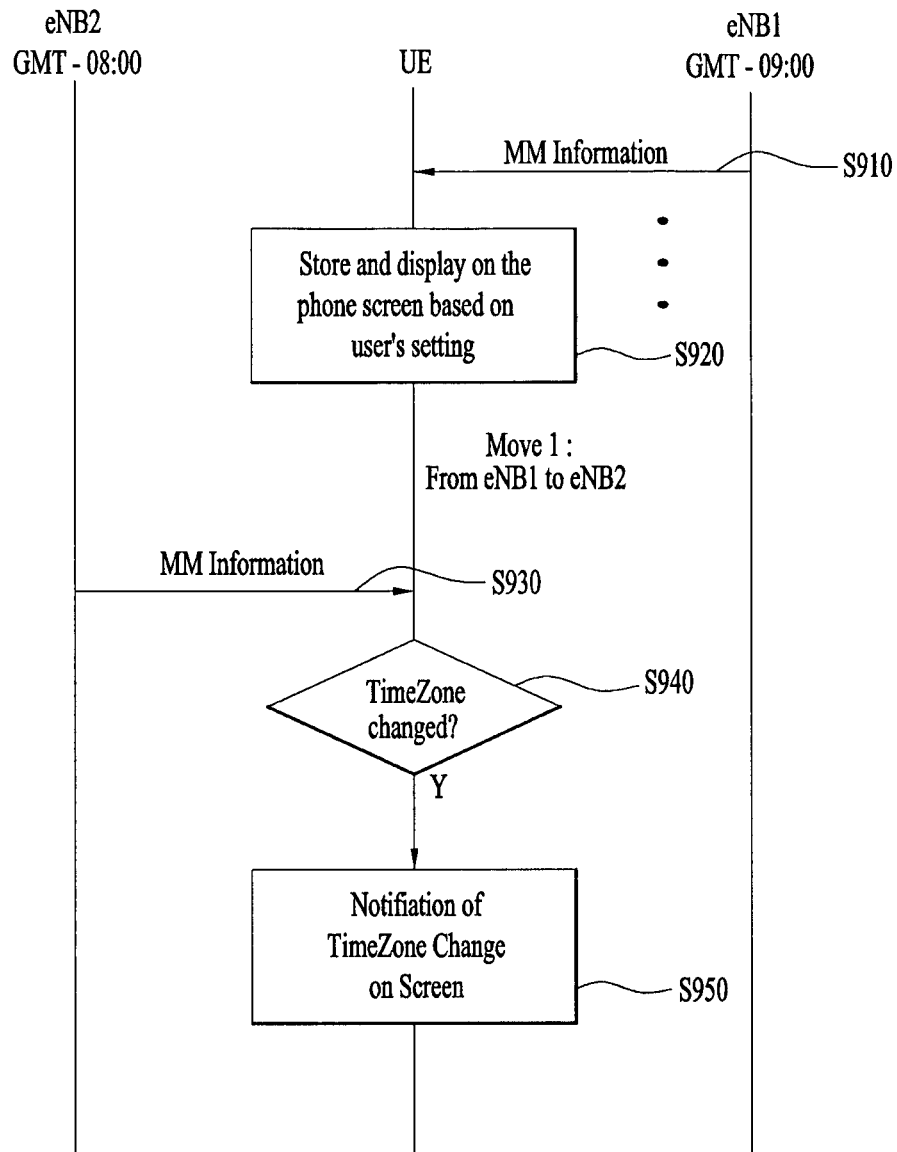 eNB2
GMT - 08:00
UE
eNB1
GMT - 09:00
MM Information
S910
Store and display on the
phone screen based on
user's setting
S920
Move 1 :
From eNB1 to eNB2
MM Information
S930
TimeZone
changed?
S940
Y
Notifiation of
TimeZone Change
on Screen
S950